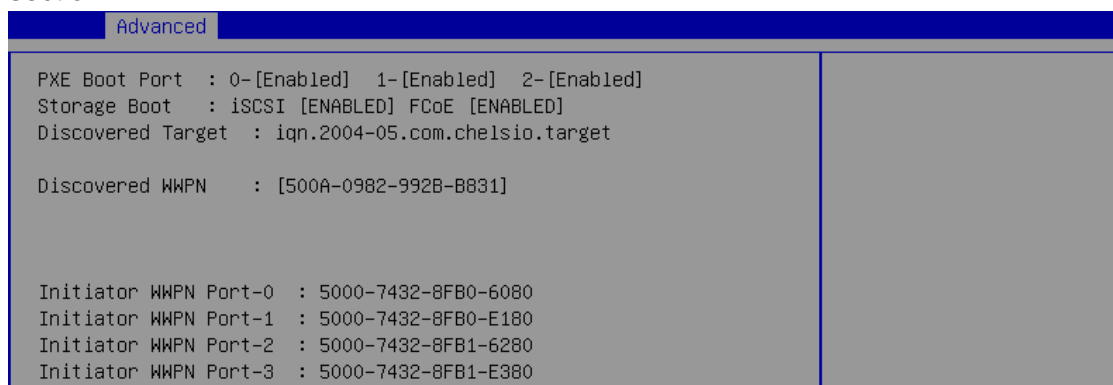 Advanced
PXE Boot Port : 0-[Enabled] 1-[Enabled] 2-[Enabled]
Storage Boot : iSCSI [ENABLED] FCoE [ENABLED]
Discovered Target : iqn.2004-05.com.chelsio.target
Discovered WWPN : [500A-0982-992B-B831]
Initiator WWPN Port-0 : 5000-7432-8FB0-6080
Initiator WWPN Port-1 : 5000-7432-8FB0-E180
Initiator WWPN Port-2 : 5000-7432-8FB1-6280
Initiator WWPN Port-3 : 5000-7432-8FB1-E380